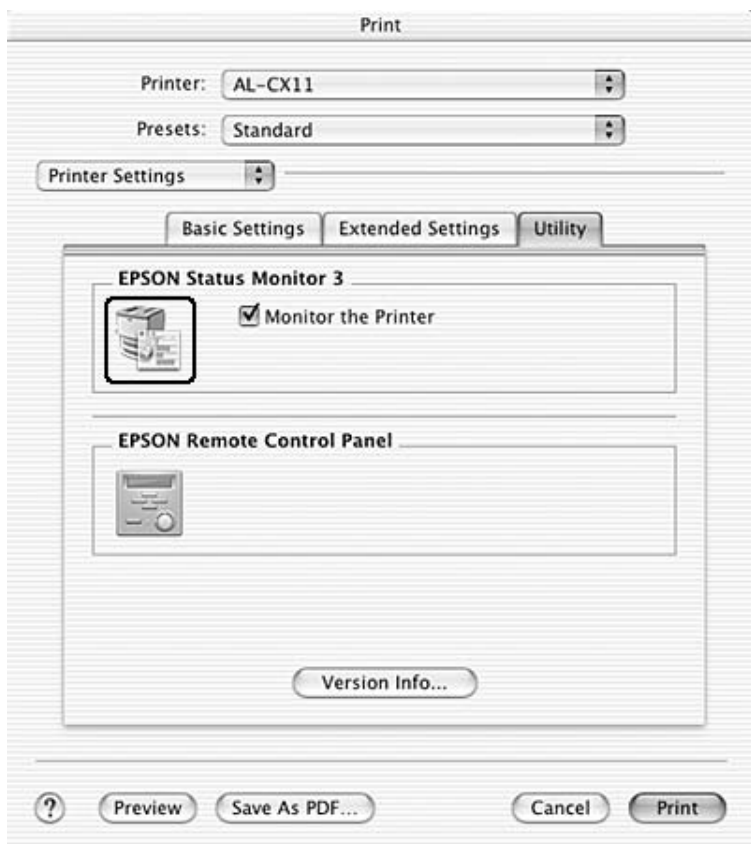 Print
Printer: AL-CX11
Presets: Standard
Printer Settings
Basic Settings Extended Settings Utility
EPSON Status Monitor 3
Monitor the Printer
EPSON Remote Control Panel
Version Info...
? Preview Save As PDF... Cancel Print